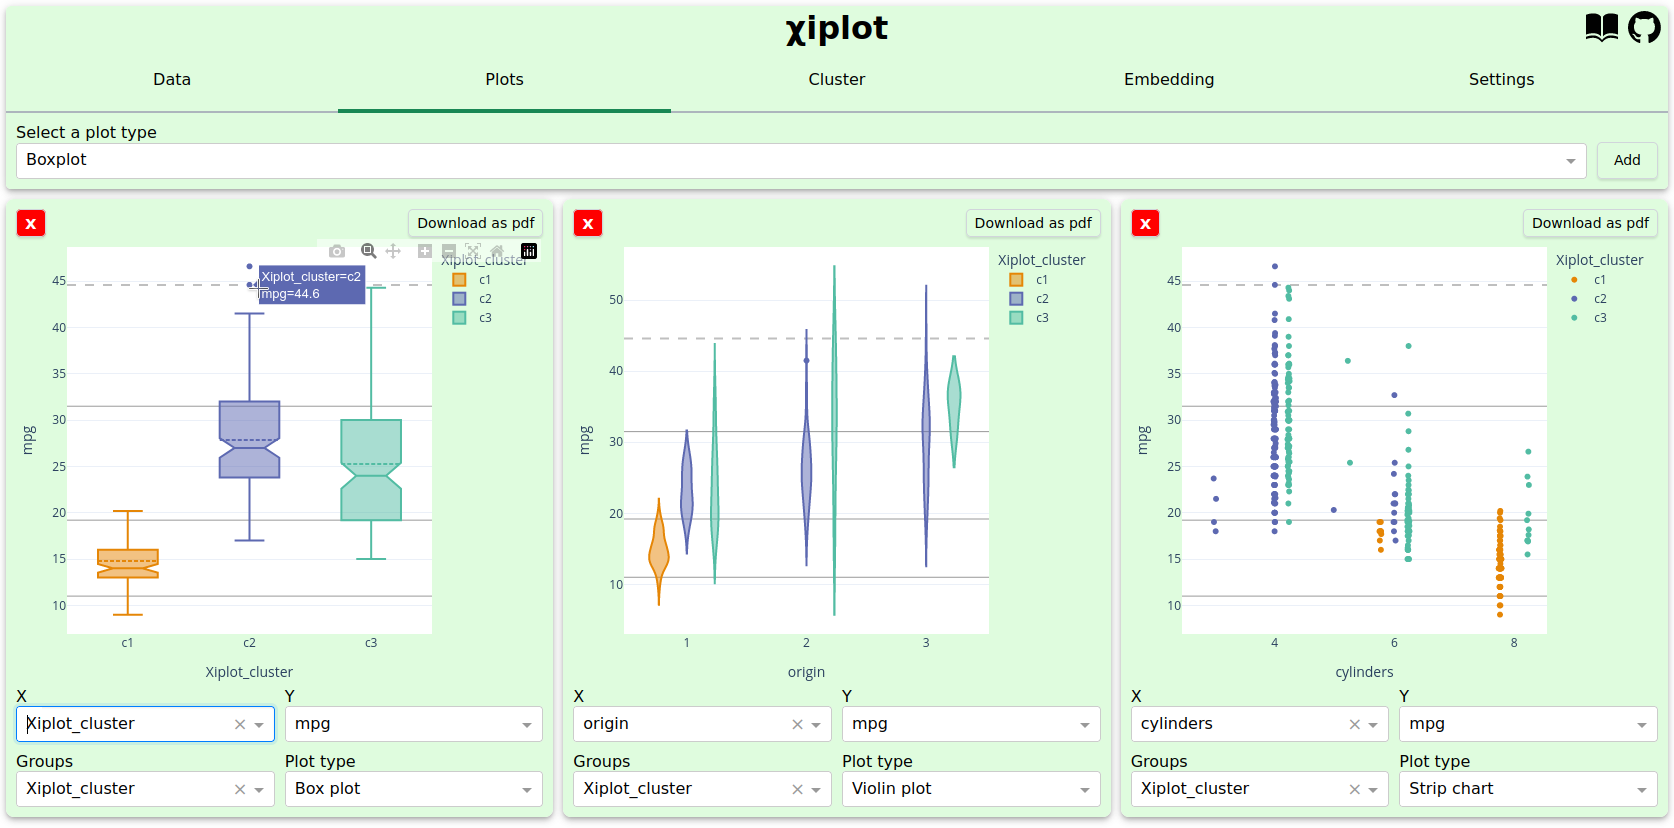 χiplot
Data Plots Cluster Embedding Settings
Select a plot type
Boxplot
Add
X
Download as pdf
Xiplot_cluster
c1
c2
c3
Xiplot_cluster=c2
mpg=44.6
45
40
35
30
25
20
15
10
mpg
c1 c2 c3
Xiplot_cluster
X
Xiplot_cluster
Y
mpg
Groups
Xiplot_cluster
Plot type
Box plot
X
Download as pdf
Xiplot_cluster
c1
c2
c3
50
40
30
20
10
mpg
1 2 3
origin
X
origin
Y
mpg
Groups
Xiplot_cluster
Plot type
Violin plot
X
Download as pdf
Xiplot_cluster
c1
c2
c3
45
40
35
30
25
20
15
10
mpg
4 6 8
cylinders
X
cylinders
Y
mpg
Groups
Xiplot_cluster
Plot type
Strip chart